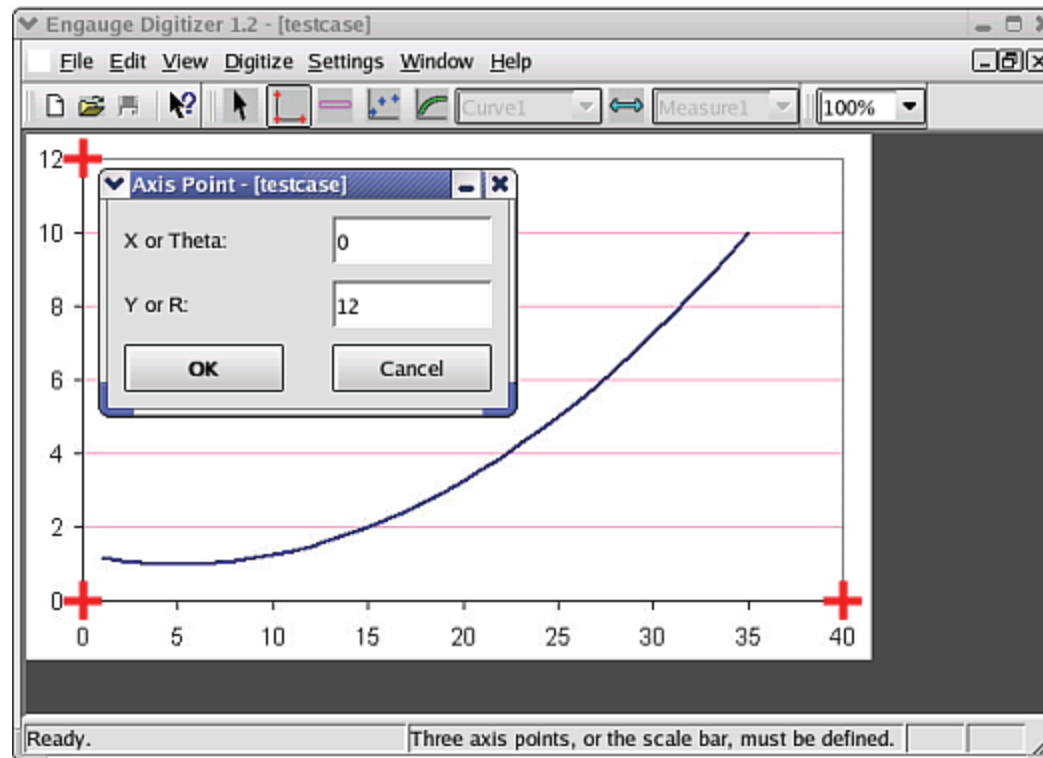 Engauge Digitizer 1.2 - [testcase]
File Edit View Digitize Settings Window Help
Curve1 Measure1 100%
12
Axis Point - [testcase]
X or Theta: 0
10
Y or R: 12
8
OK Cancel
6
4
2
0
0 5 10 15 20 25 30 35 40
Ready. Three axis points, or the scale bar, must be defined.